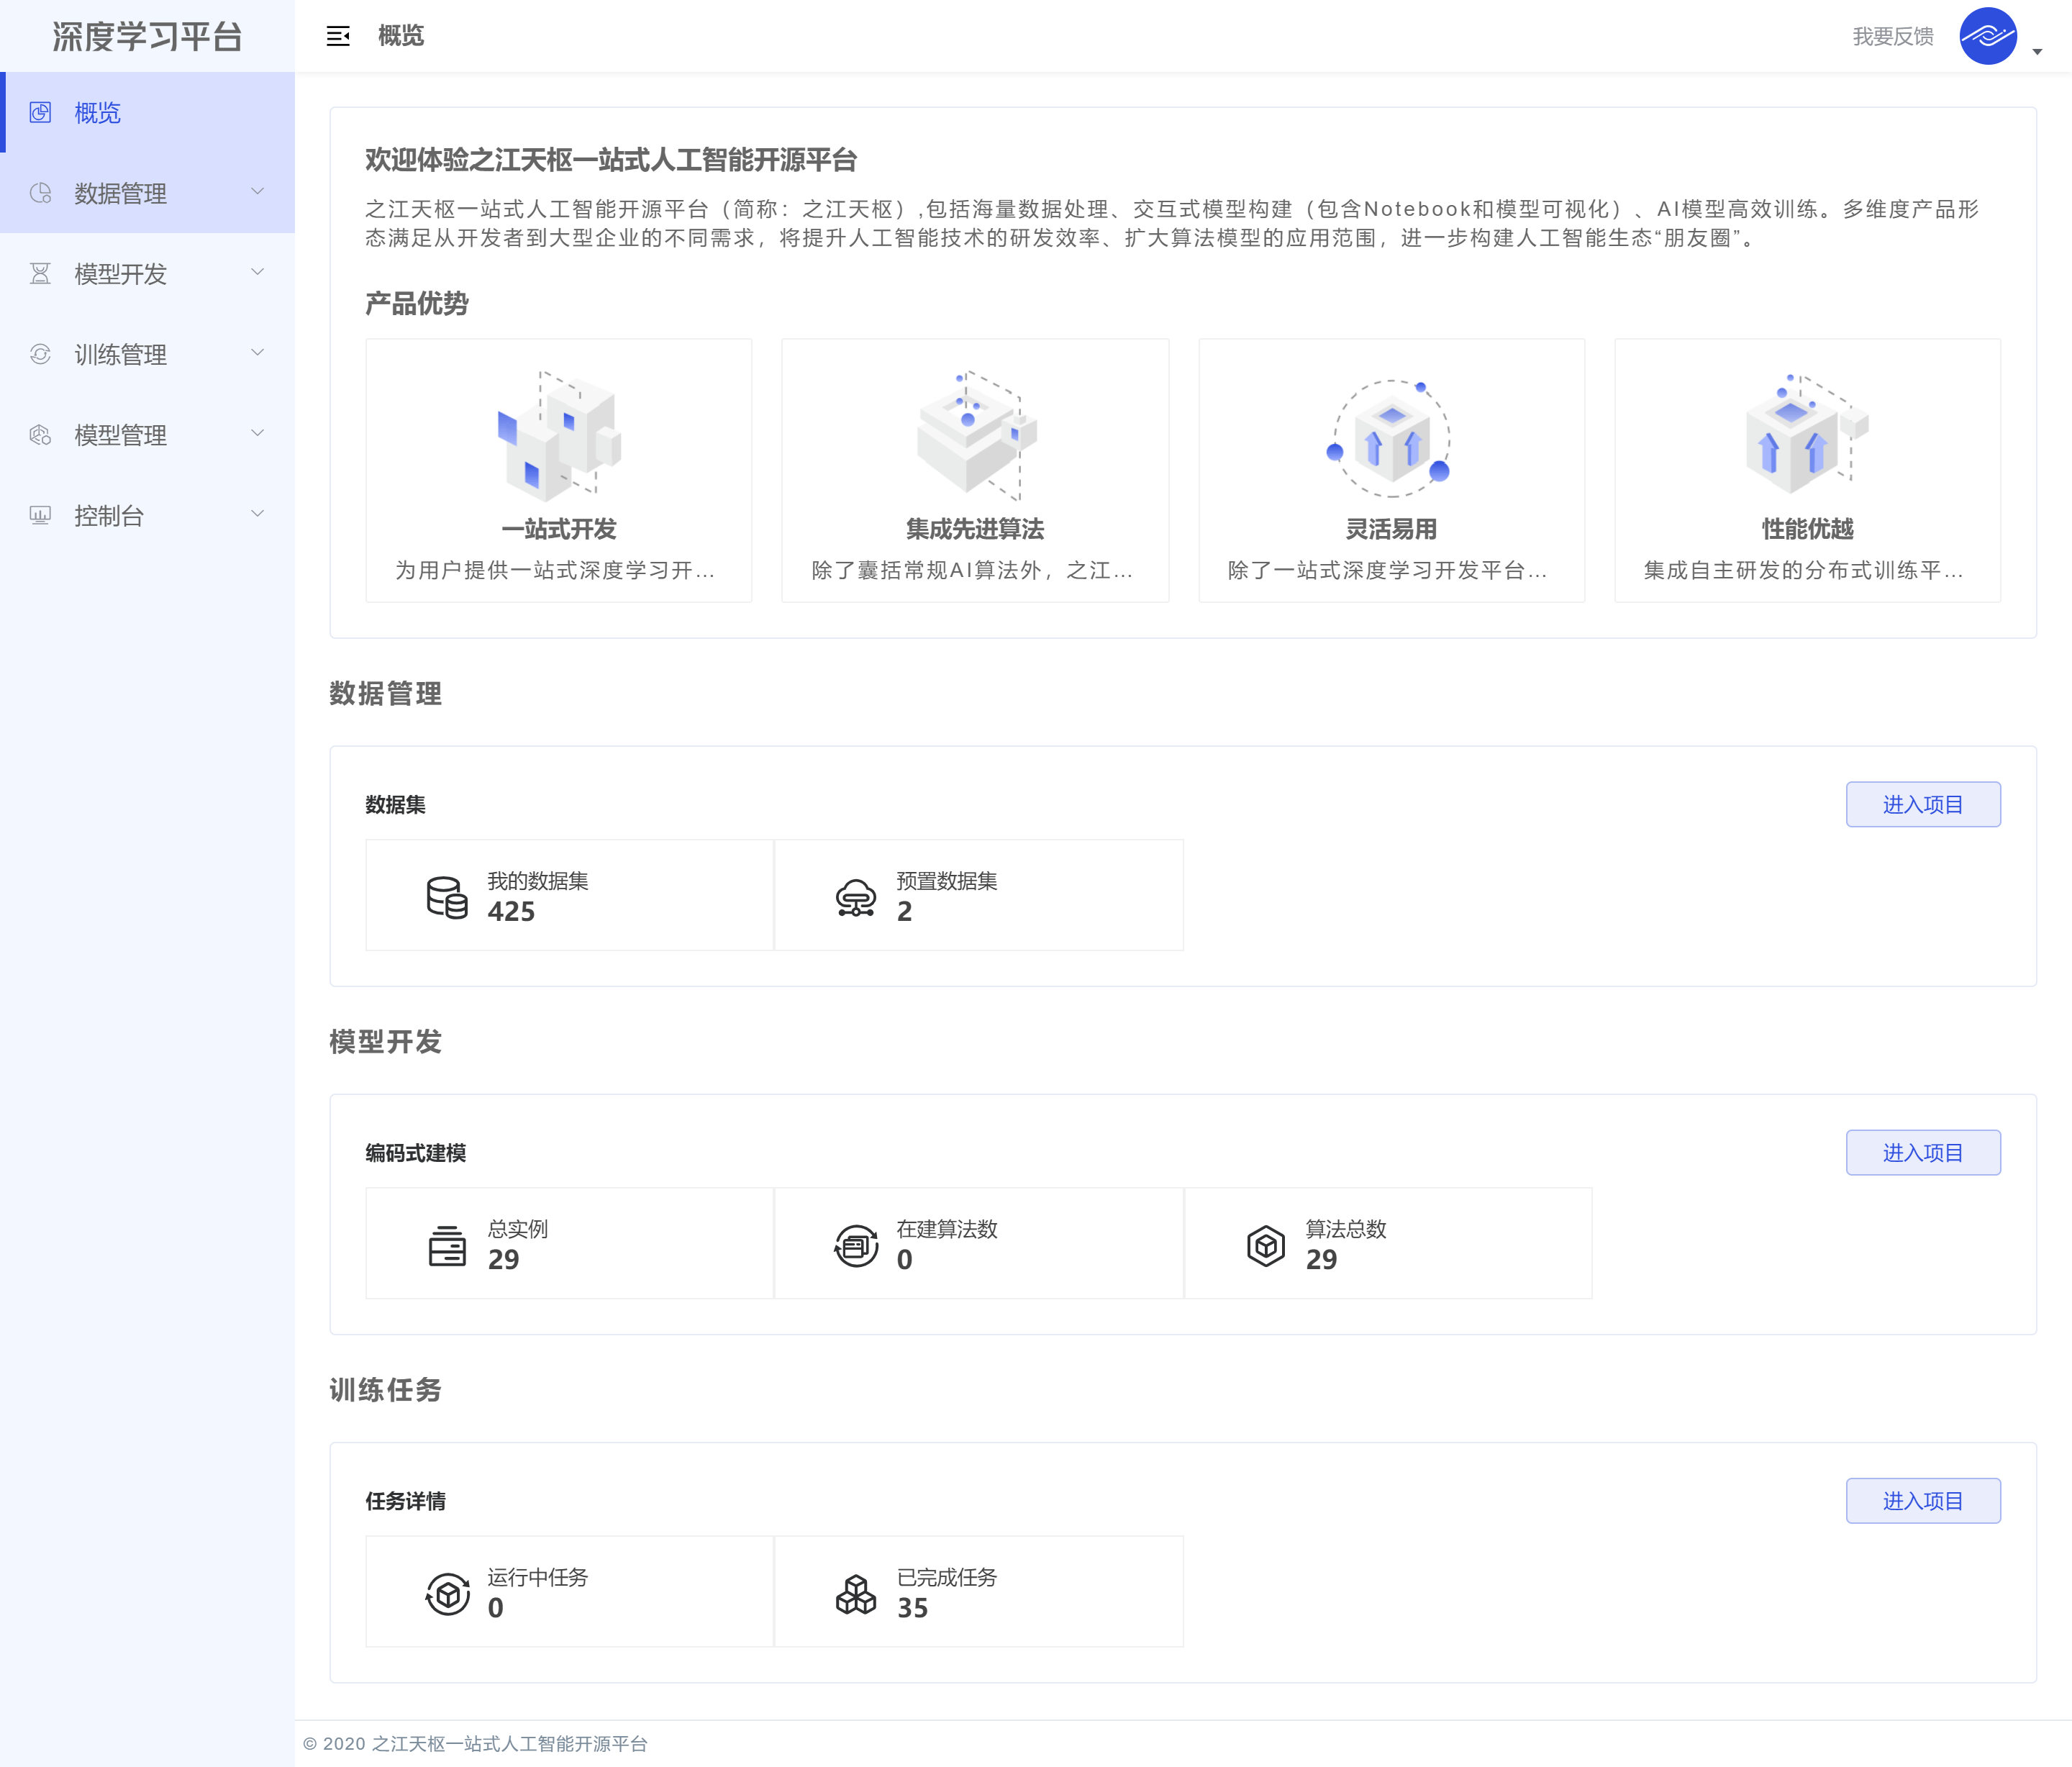 深度学习平台
概览
我要反馈
概览
数据管理
模型开发
训练管理
模型管理
控制台
欢迎体验之江天枢一站式人工智能开源平台
之江天枢一站式人工智能开源平台（简称：之江天枢）,包括海量数据处理、交互式模型构建（包含Notebook和模型可视化）、AI模型高效训练。多维度产品形
态满足从开发者到大型企业的不同需求，将提升人工智能技术的研发效率、扩大算法模型的应用范围，进一步构建人工智能生态“朋友圈”。
产品优势
一站式开发
为用户提供一站式深度学习开...
集成先进算法
除了囊括常规AI算法外，之江...
灵活易用
除了一站式深度学习开发平台...
性能优越
集成自主研发的分布式训练平...
数据管理
数据集
进入项目
我的数据集
425
预置数据集
2
模型开发
编码式建模
进入项目
总实例
29
在建算法数
0
算法总数
29
训练任务
任务详情
进入项目
运行中任务
0
已完成任务
35
© 2020 之江天枢一站式人工智能开源平台